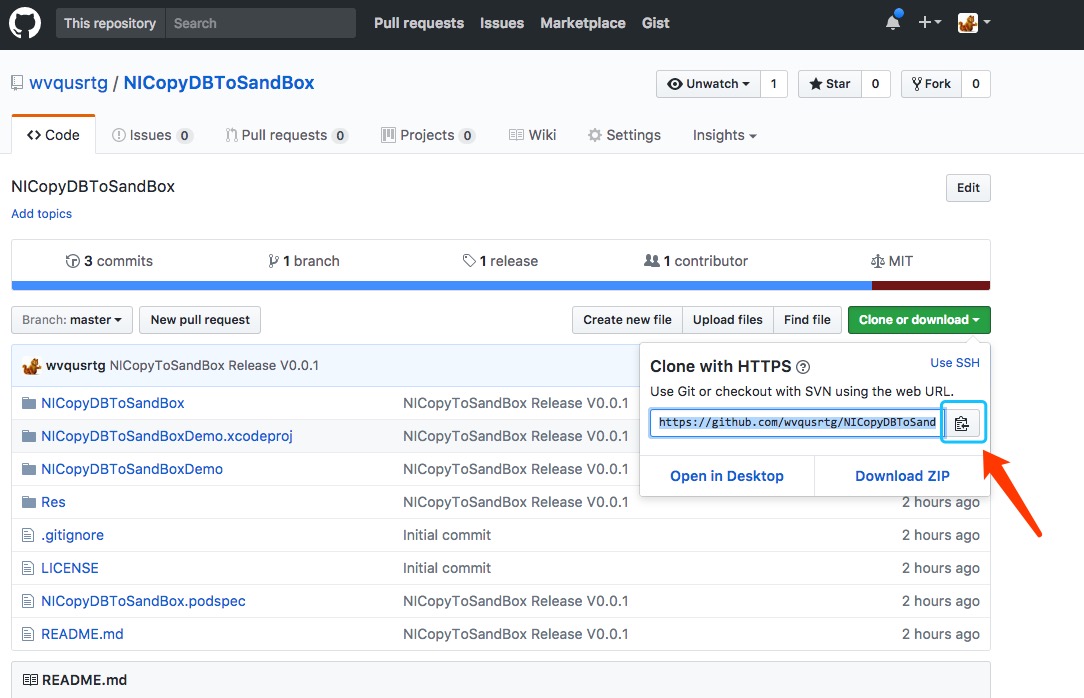 This repository Search Pull requests Issues Marketplace Gist
wvqusrtg / NICopyDBToSandBox Unwatch 1 Star 0 Fork 0
Code Issues 0 Pull requests 0 Projects 0 Wiki Settings Insights
NICopyDBToSandBox Edit
Add topics
3 commits 1 branch 1 release 1 contributor MIT
Branch: master New pull request Create new file Upload files Find file Clone or download
wvqusrtg NICopyToSandBox Release V0.0.1
Clone with HTTPS ? Use SSH
Use Git or checkout with SVN using the web URL.
https://github.com/wvqusrtg/NICopyDBToSand
Open in Desktop Download ZIP
NICopyDBToSandBox NICopyToSandBox Release V0.0.1
NICopyDBToSandBoxDemo.xcodeproj NICopyToSandBox Release V0.0.1
NICopyDBToSandBoxDemo NICopyToSandBox Release V0.0.1
Res NICopyToSandBox Release V0.0.1 2 hours ago
.gitignore Initial commit 2 hours ago
LICENSE Initial commit 2 hours ago
NICopyDBToSandBox.podspec NICopyToSandBox Release V0.0.1 2 hours ago
README.md NICopyToSandBox Release V0.0.1 2 hours ago
README.md